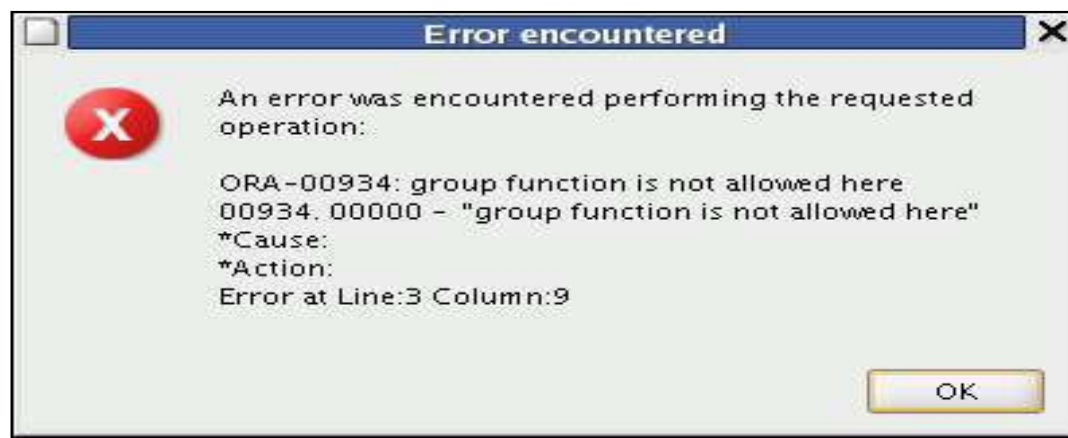 Error encountered
An error was encountered performing the requested
operation:
ORA-00934: group function is not allowed here
00934. 00000 - "group function is not allowed here"
*Cause:
*Action:
Error at Line:3 Column:9
OK